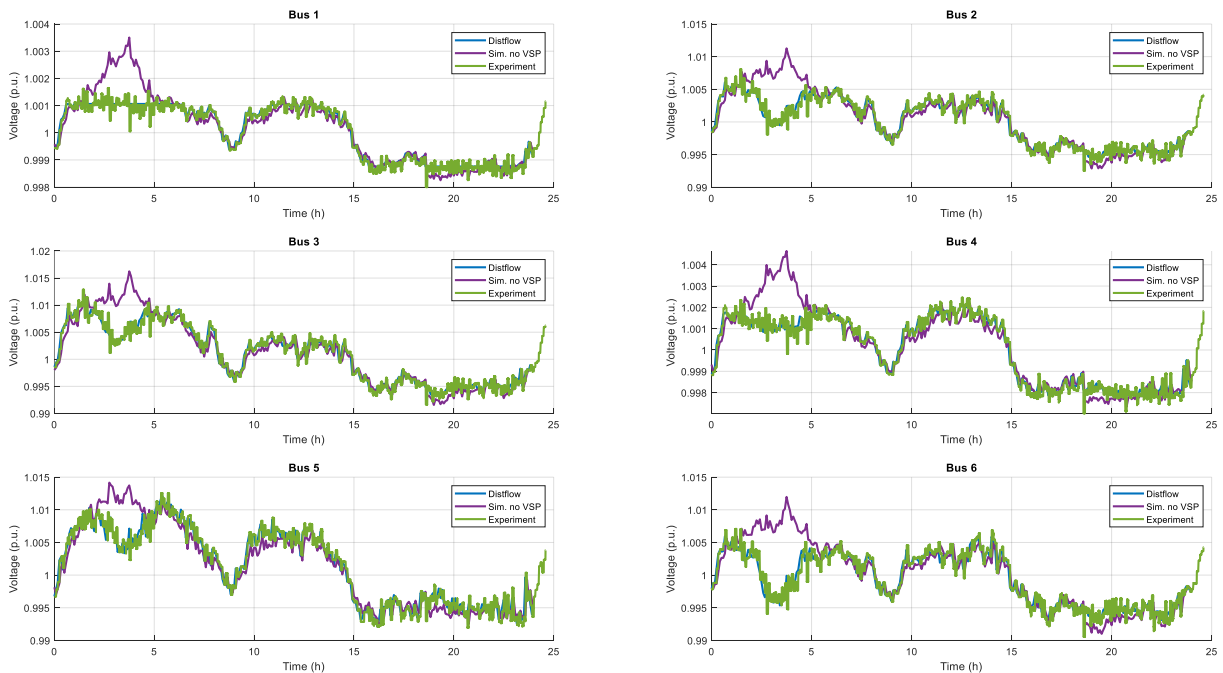 Bus 1
1.004
1.003
1.002
1.001
1
0.999
0.998
Voltage (p.u.)
Distflow
Sim. no VSP
Experiment
0 5 10 15 20 25
Time (h)
Bus 2
1.015
1.01
1.005
1
0.995
0.99
Voltage (p.u.)
Distflow
Sim. no VSP
Experiment
0 5 10 15 20 25
Time (h)
Bus 3
1.02
1.015
1.01
1.005
1
0.995
0.99
Voltage (p.u.)
Distflow
Sim. no VSP
Experiment
0 5 10 15 20 25
Time (h)
Bus 4
1.004
1.002
1.001
1
0.999
0.998
Voltage (p.u.)
Distflow
Sim. no VSP
Experiment
0 5 10 15 20 25
Time (h)
Bus 5
1.015
1.01
1.005
1
0.995
0.99
Voltage (p.u.)
Distflow
Sim. no VSP
Experiment
0 5 10 15 20 25
Time (h)
Bus 6
1.015
1.01
1.005
1
0.995
0.99
Voltage (p.u.)
Distflow
Sim. no VSP
Experiment
0 5 10 15 20 25
Time (h)